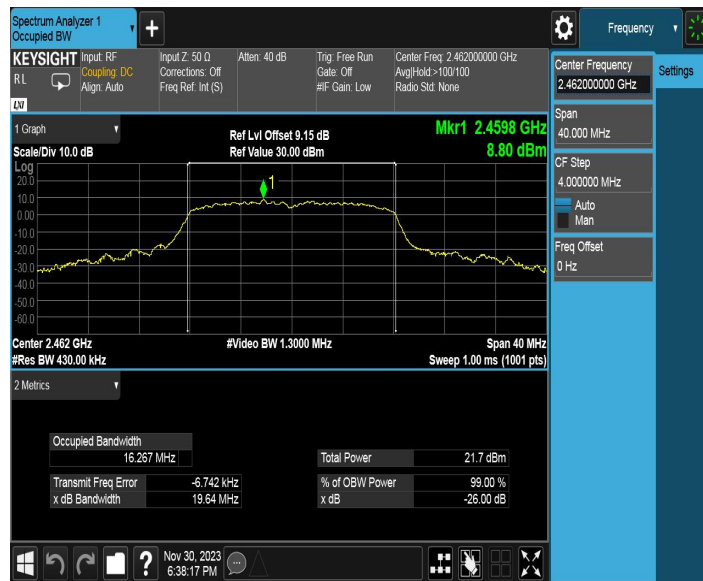 Spectrum Analyzer 1
Occupied BW
+
Frequency
KEYSIGHT
RL
LXI
Input: RF
Coupling: DC
Align: Auto
Input Z: 50 Ω
Corrections: Off
Freq Ref: Int (S)
Atten: 40 dB
Trig: Free Run
Gate: Off
#IF Gain: Low
Center Freq: 2.462000000 GHz
Avg|Hold:>100/100
Radio Std: None
Center Frequency
2.462000000 GHz
Settings
Span
40.000 MHz
CF Step
4.000000 MHz
Auto
Man
Freq Offset
0 Hz
1 Graph
Scale/Div 10.0 dB
Ref Lvl Offset 9.15 dB
Ref Value 30.00 dBm
Mkr1 2.4598 GHz
8.80 dBm
Log
20.0
10.0
0.00
-10.0
-20.0
-30.0
-40.0
-50.0
-60.0
1
Center 2.462 GHz
#Res BW 430.00 kHz
#Video BW 1.3000 MHz
Span 40 MHz
Sweep 1.00 ms (1001 pts)
2 Metrics
Occupied Bandwidth
16.267 MHz
Total Power 21.7 dBm
Transmit Freq Error -6.742 kHz
% of OBW Power 99.00 %
x dB Bandwidth 19.64 MHz
x dB -26.00 dB
?
Nov 30, 2023
6:38:17 PM